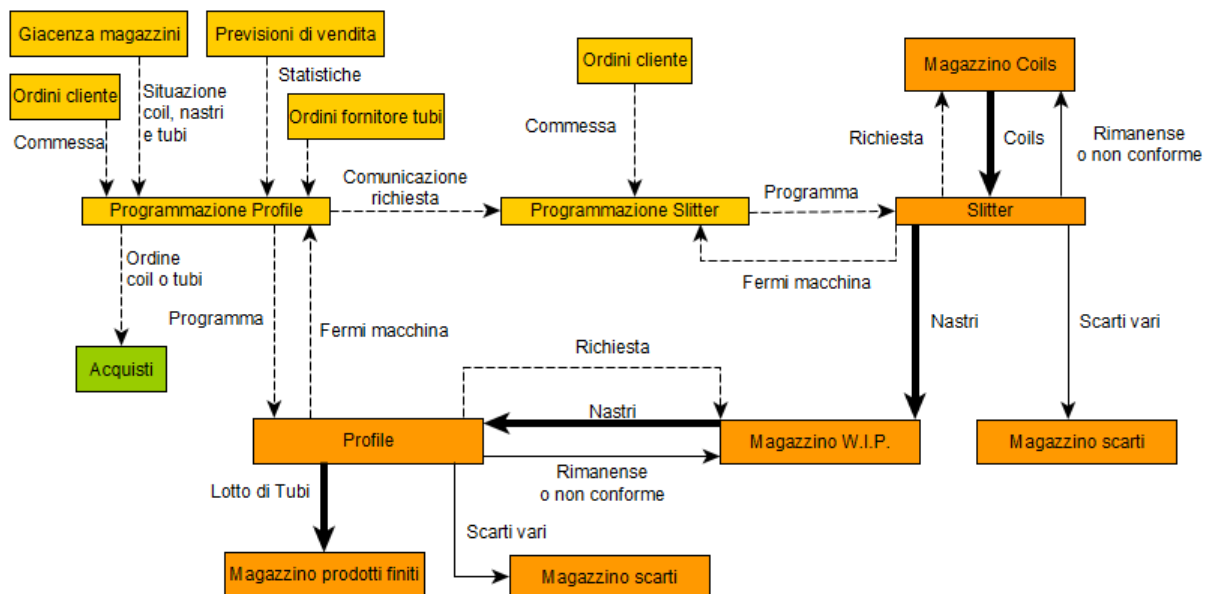 Giacenza magazzini
Previsioni di vendita
Ordini cliente
Magazzino Coils
Ordini cliente
Situazione
coil, nastri
e tubi
Statistiche
Ordini fornitore tubi
Commessa
Commessa
Richiesta
Coils
Rimanense
o non conforme
Comunicazione
richiesta
Programma
Programmazione Profile
Programmazione Slitter
Slitter
Ordine
coil o tubi
Fermi macchina
Programma
Fermi macchina
Nastri
Scarti vari
Acquisti
Richiesta
Nastri
Profile
Magazzino W.I.P.
Magazzino scarti
Rimanense
o non conforme
Lotto di Tubi
Scarti vari
Magazzino prodotti finiti
Magazzino scarti